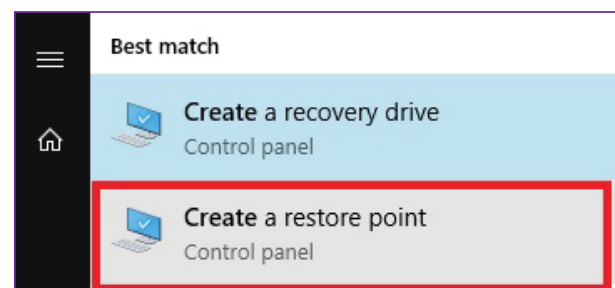 Best match
Create a recovery drive
Control panel
Create a restore point
Control panel